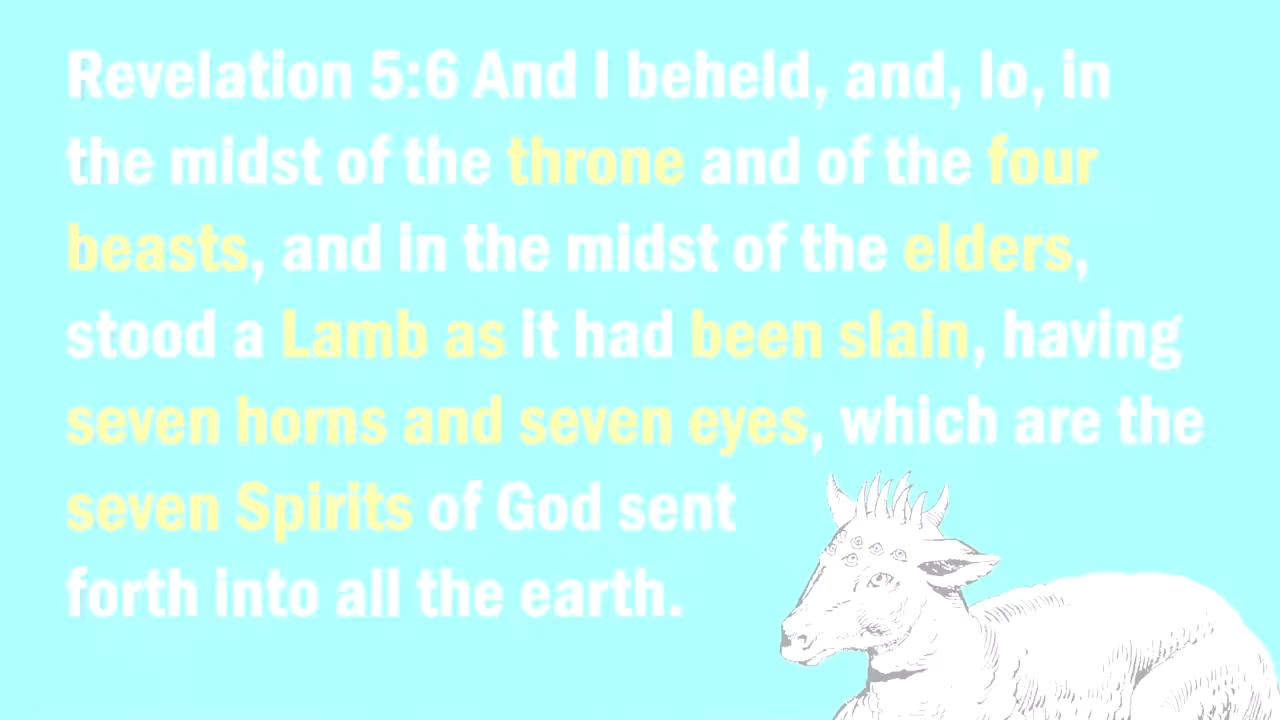 Revelation 5:6 And I beheld, and, lo, in
the midst of the throne and of the four
beasts, and in the midst of the elders,
stood a Lamb as it had been slain, having
seven horns and seven eyes, which are the
seven Spirits of God sent
forth into all the earth.